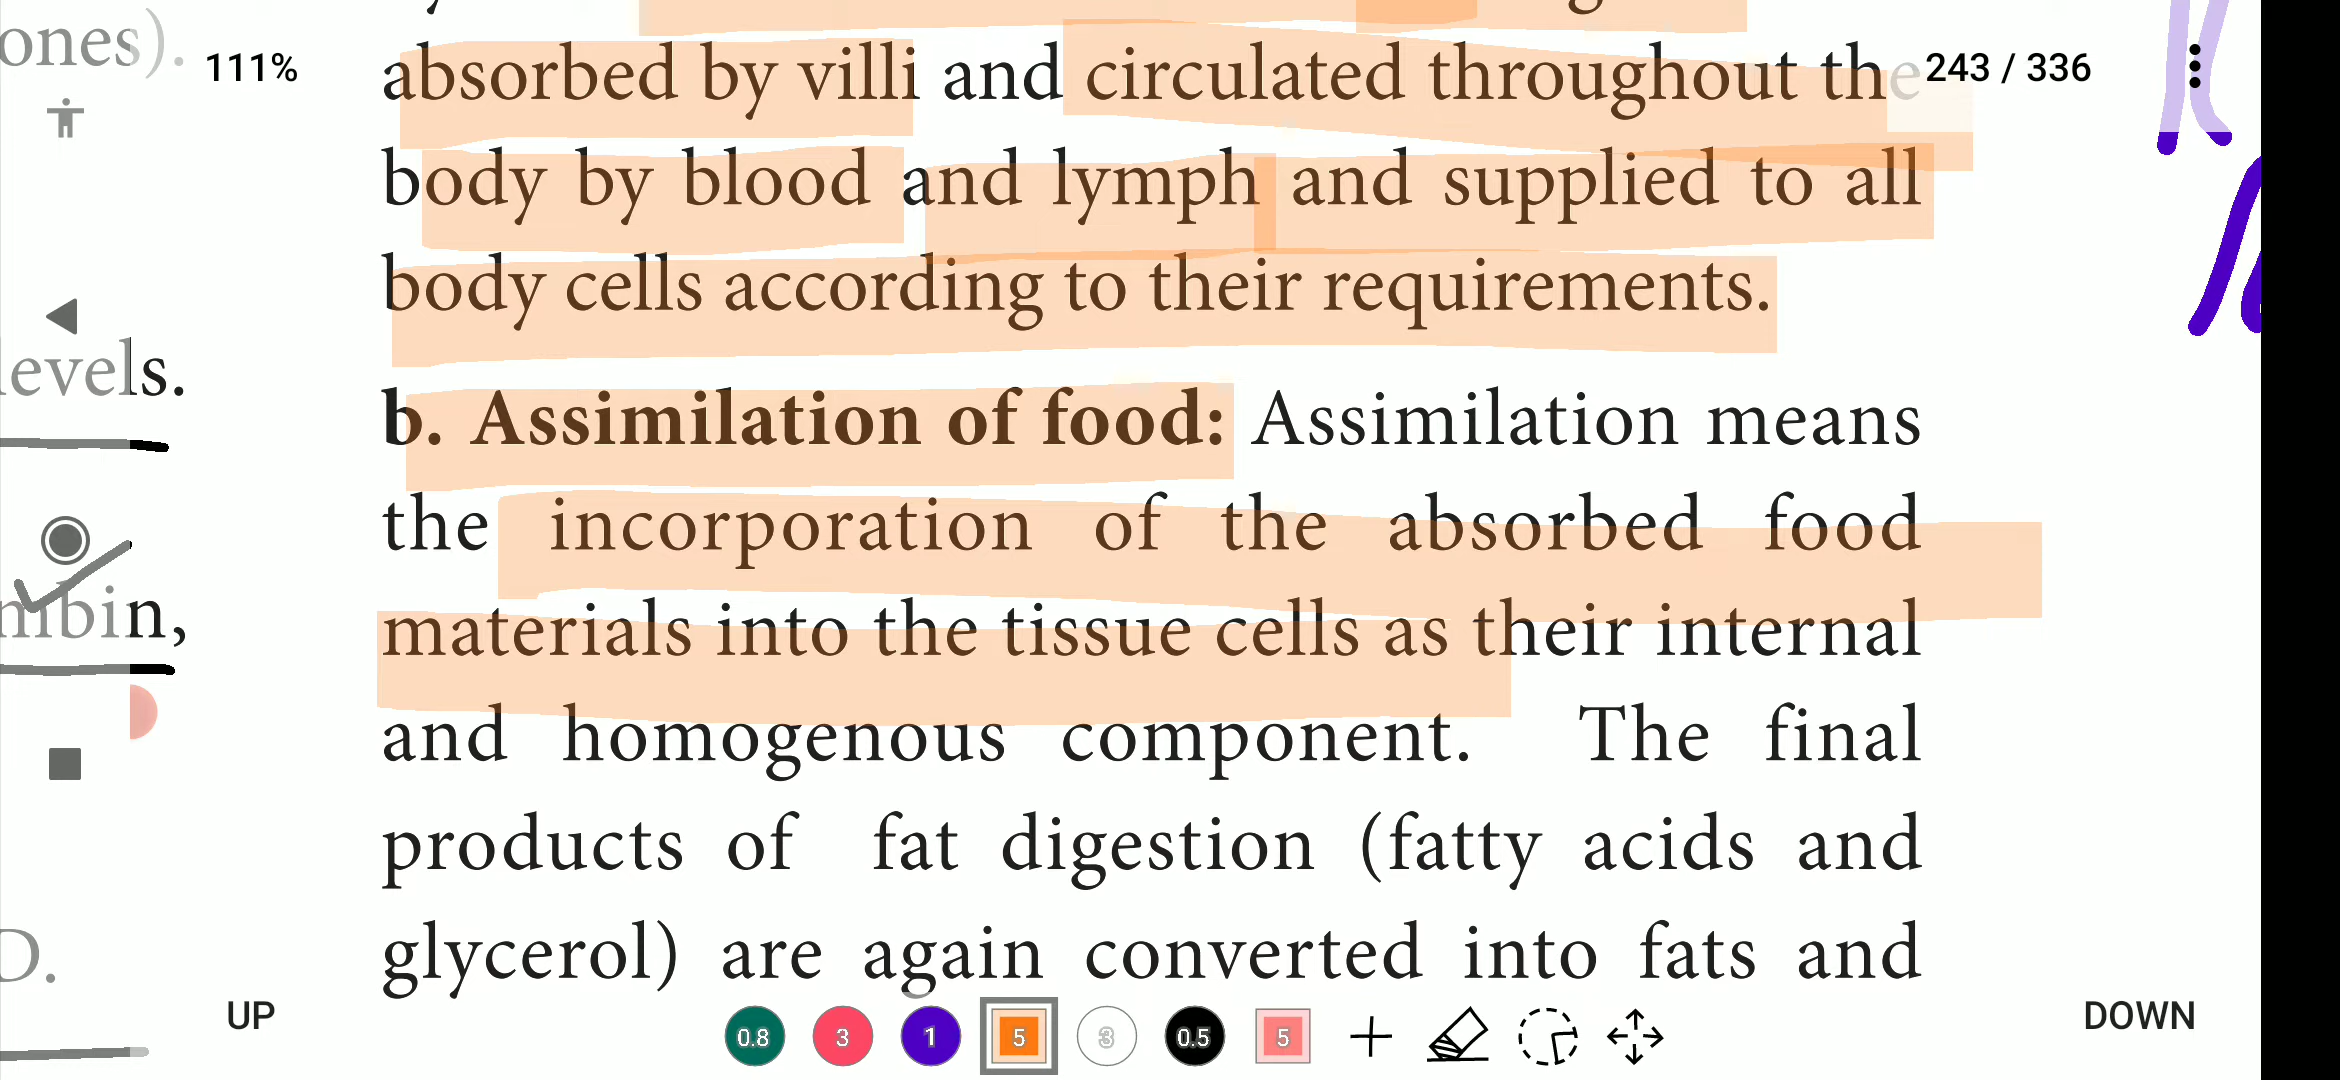 ones).
111%
243 / 336
absorbed by villi and circulated throughout the
body by blood and lymph and supplied to all
body cells according to their requirements.
levels.
b. Assimilation of food: Assimilation means
the incorporation of the absorbed food
materials into the tissue cells as their internal
mbin,
and homogenous component. The final
products of fat digestion (fatty acids and
glycerol) are again converted into fats and
D.
UP
DOWN
0.8 3 1 5 3 0.5 5